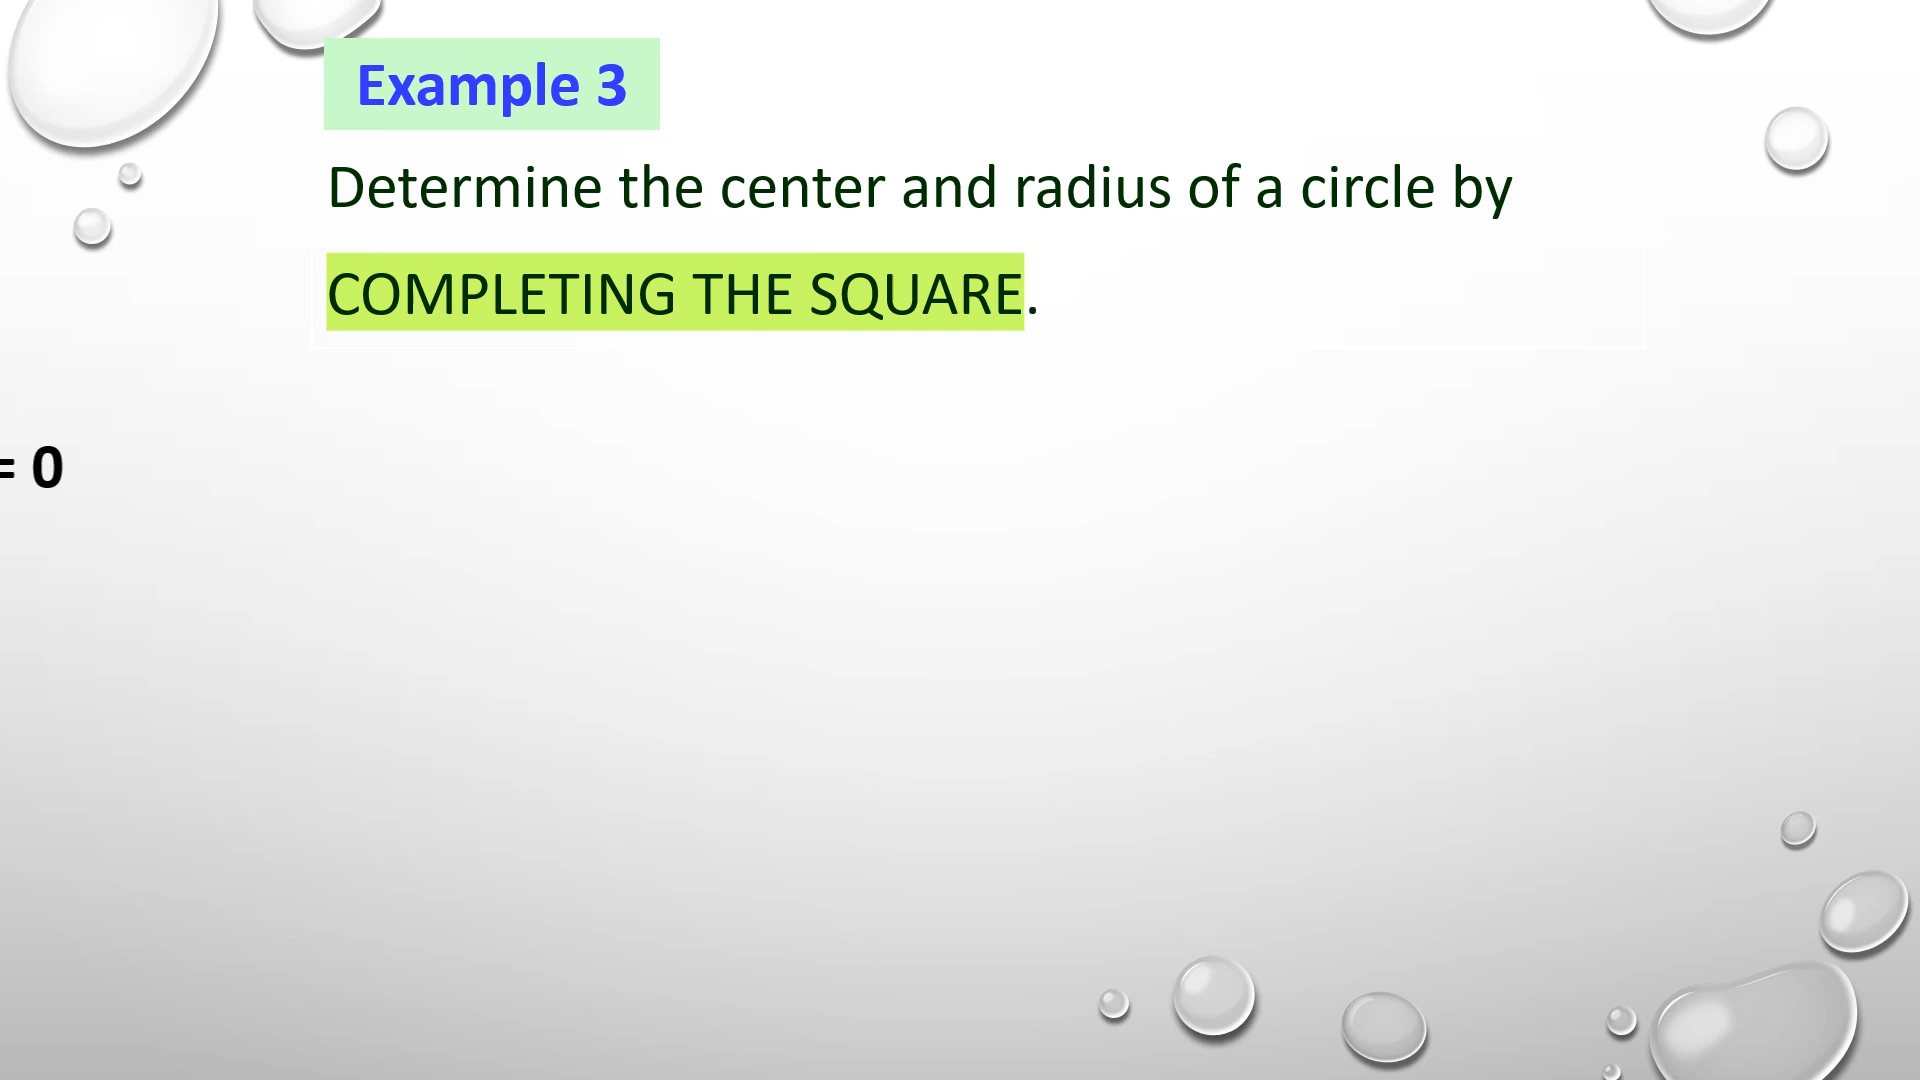 Example 3
Determine the center and radius of a circle by
COMPLETING THE SQUARE.
= 0